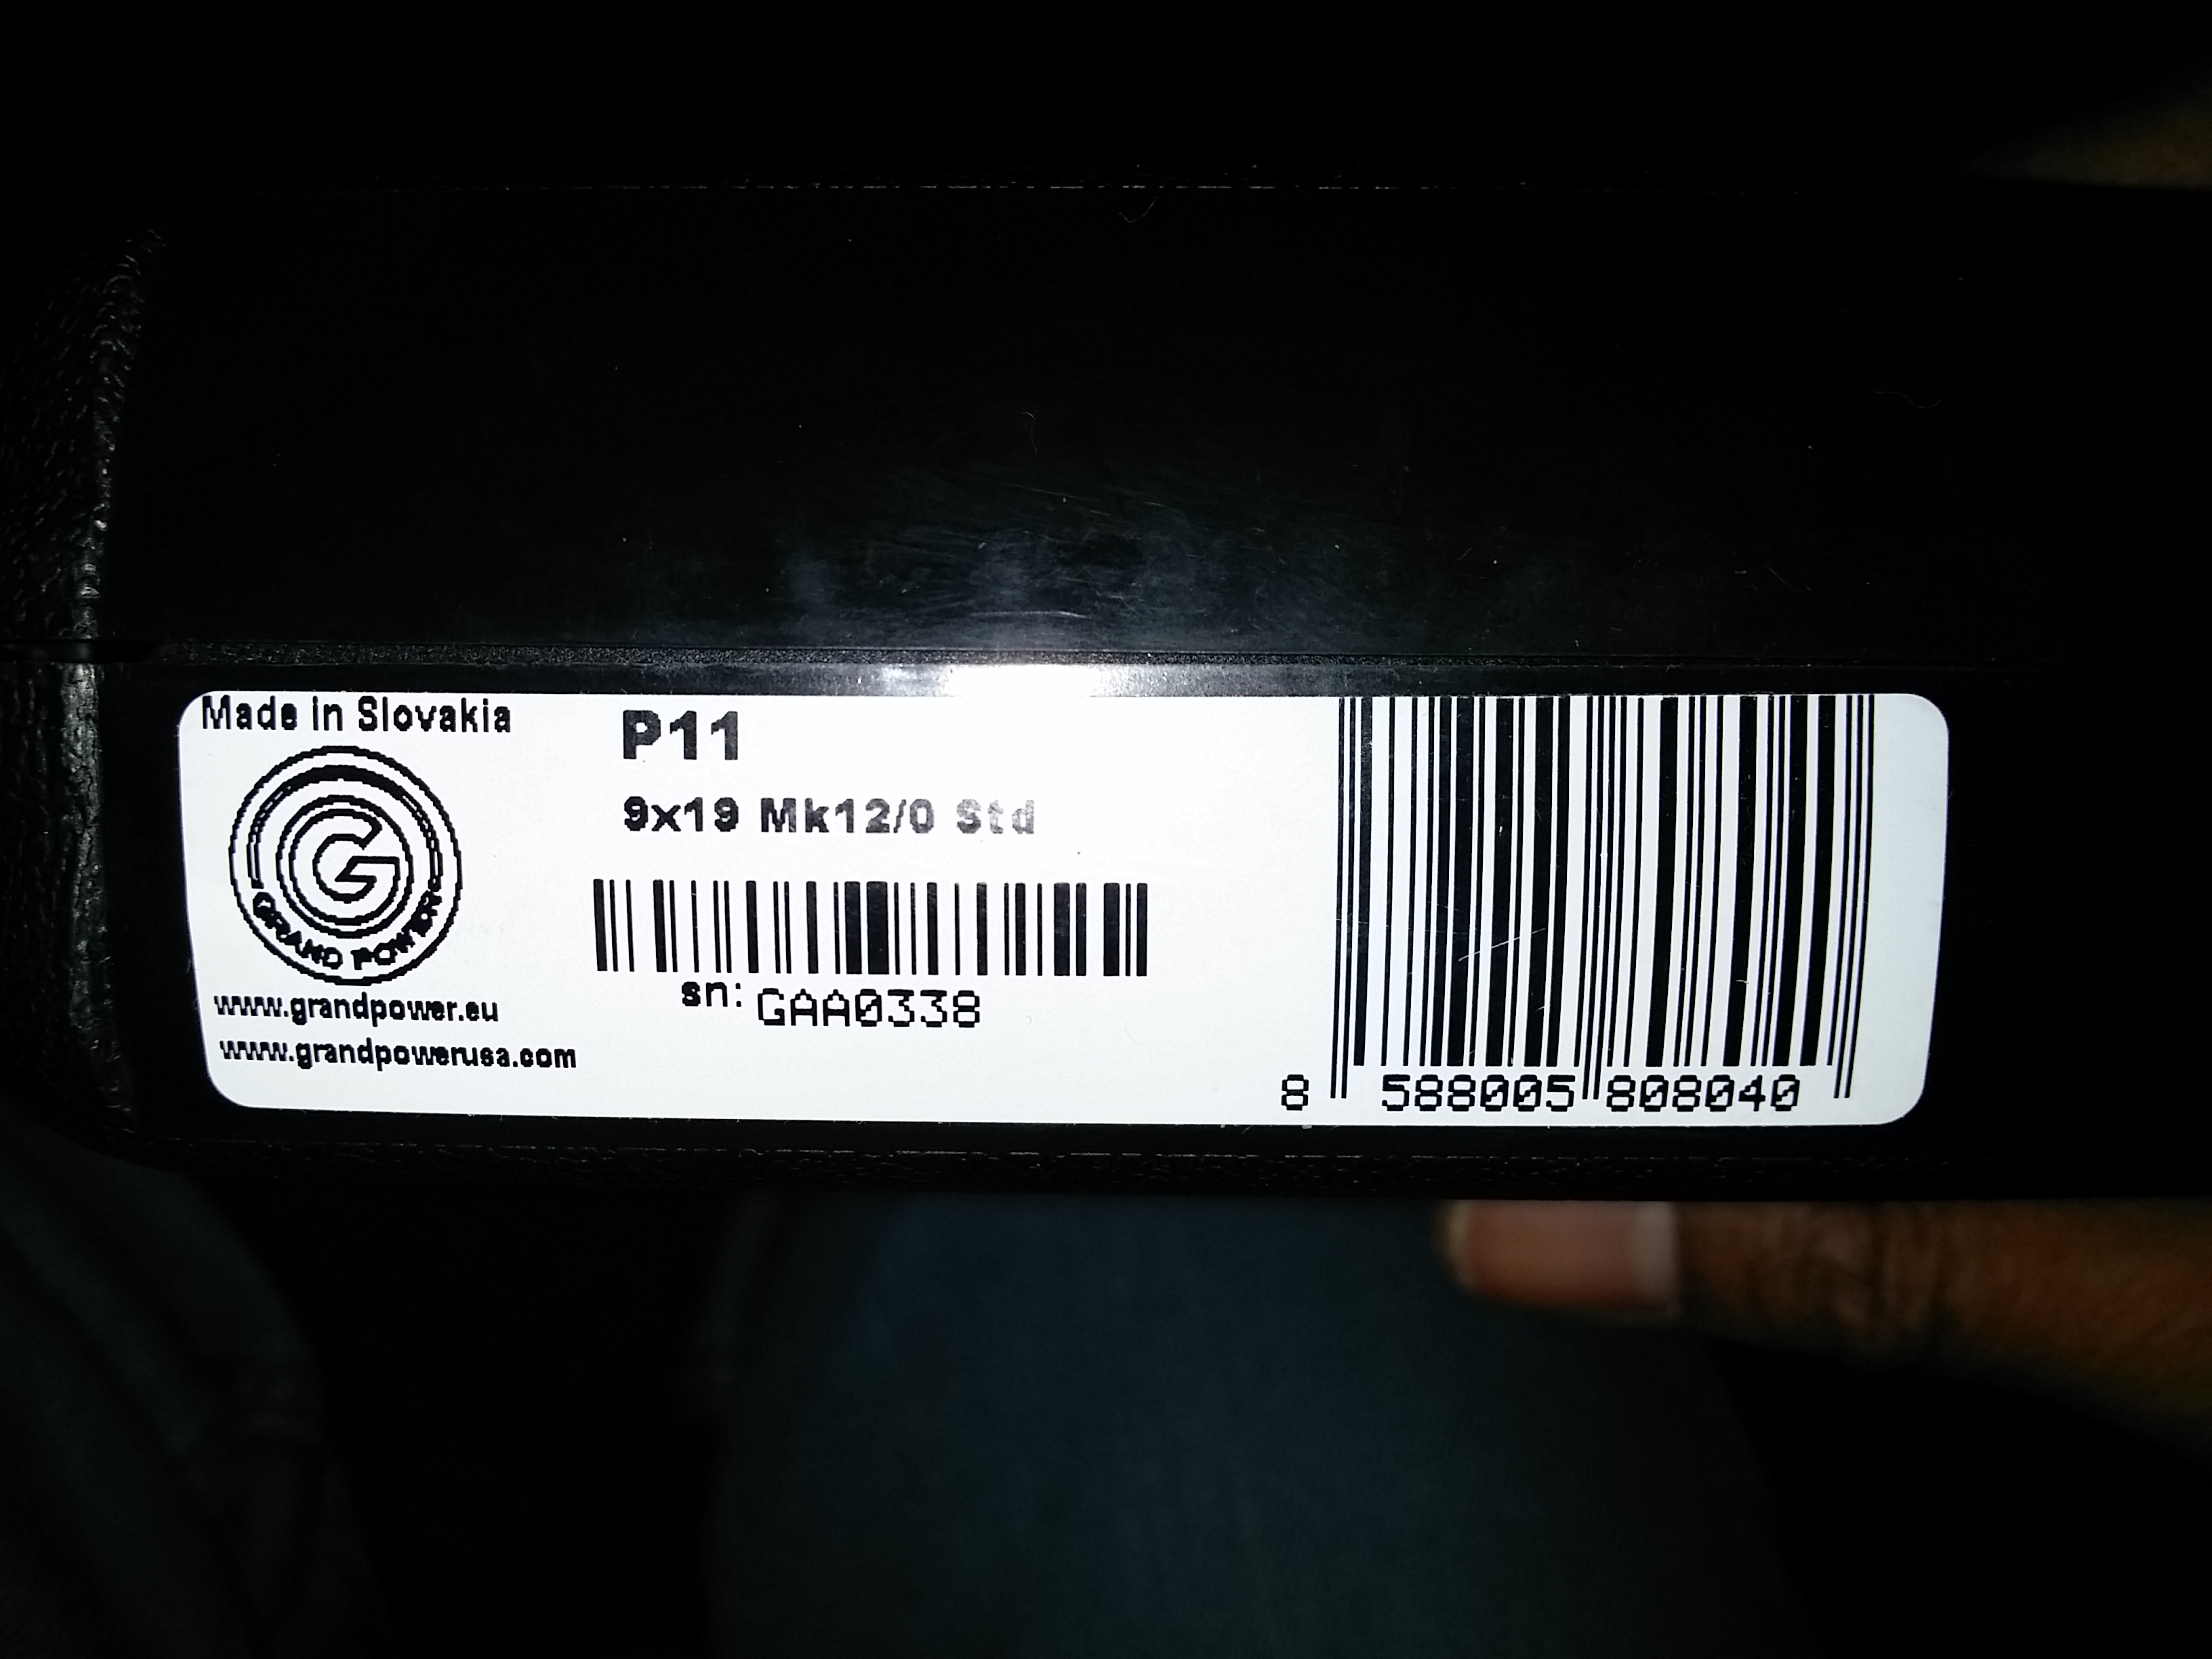 Made in Slovakia
GRAND POWER
www.grandpower.eu
www.grandpowerusa.com
P11
9x19 Mk12/0 Std
sn: GAA0338
8 588005 808040